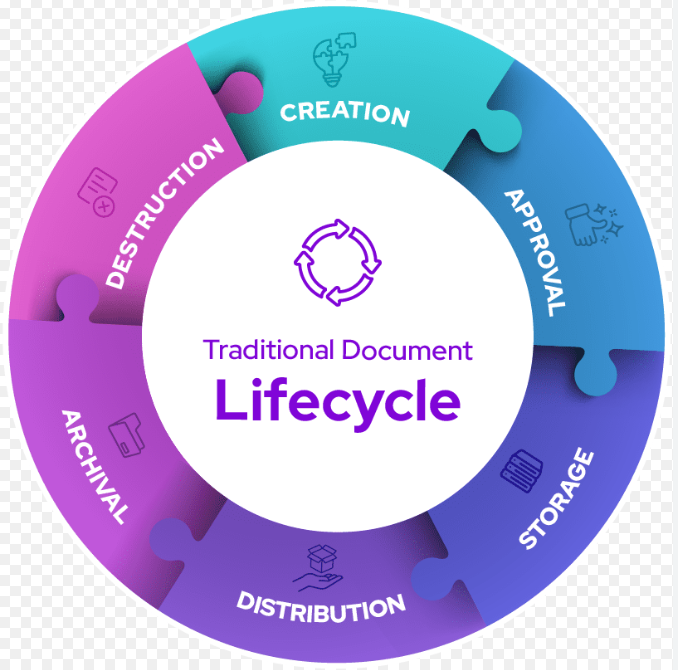 CREATION
APPROVAL
STORAGE
DISTRIBUTION
ARCHIVAL
DESTRUCTION
Traditional Document
Lifecycle